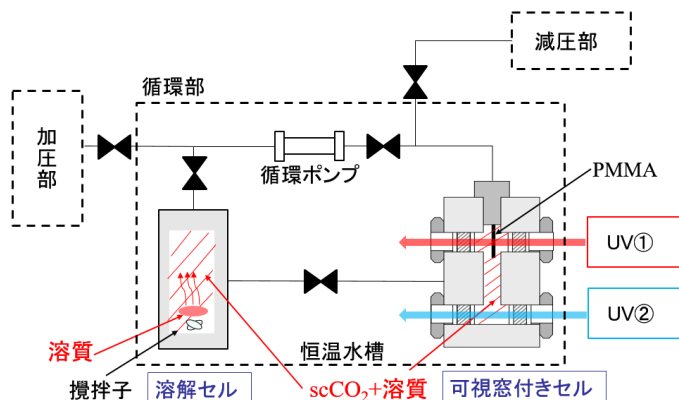 減圧部
循環部
加圧部
循環ポンプ
PMMA
UV①
UV②
溶質
恒温水槽
攪拌子
溶解セル
scCO₂+溶質
可視窓付きセル